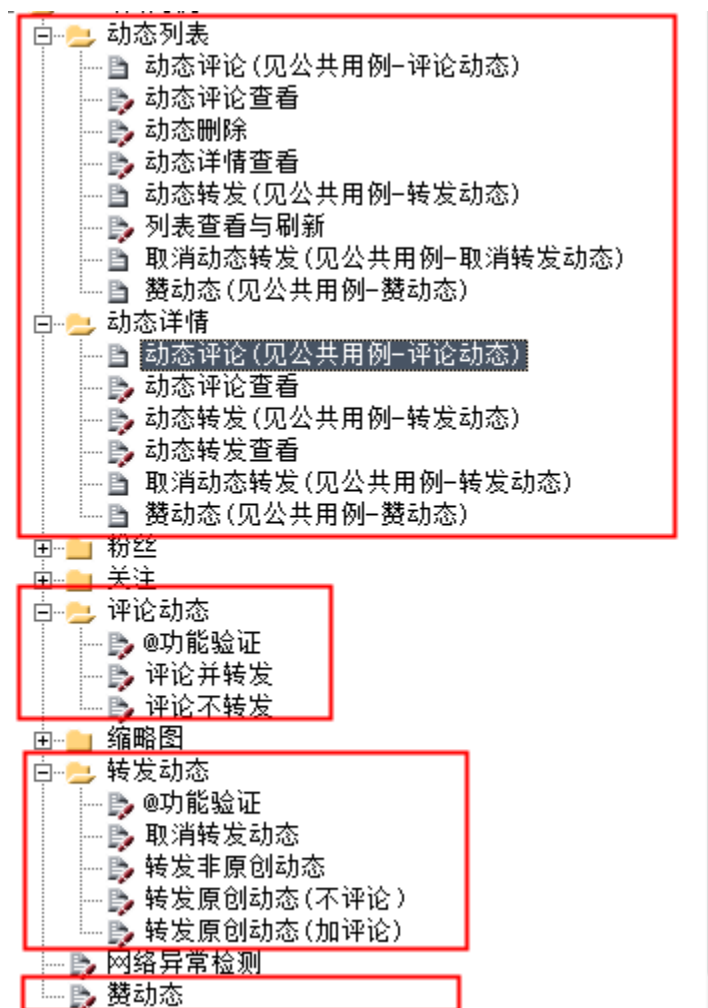 动态列表
动态评论(见公共用例-评论动态)
动态评论查看
动态删除
动态详情查看
动态转发(见公共用例-转发动态)
列表查看与刷新
取消动态转发(见公共用例-取消转发动态)
赞动态(见公共用例-赞动态)
动态详情
动态评论(见公共用例-评论动态)
动态评论查看
动态转发(见公共用例-转发动态)
动态转发查看
取消动态转发(见公共用例-转发动态)
赞动态(见公共用例-赞动态)
粉丝
关注
评论动态
@功能验证
评论并转发
评论不转发
缩略图
转发动态
@功能验证
取消转发动态
转发非原创动态
转发原创动态(不评论)
转发原创动态(加评论)
网络异常检测
赞动态